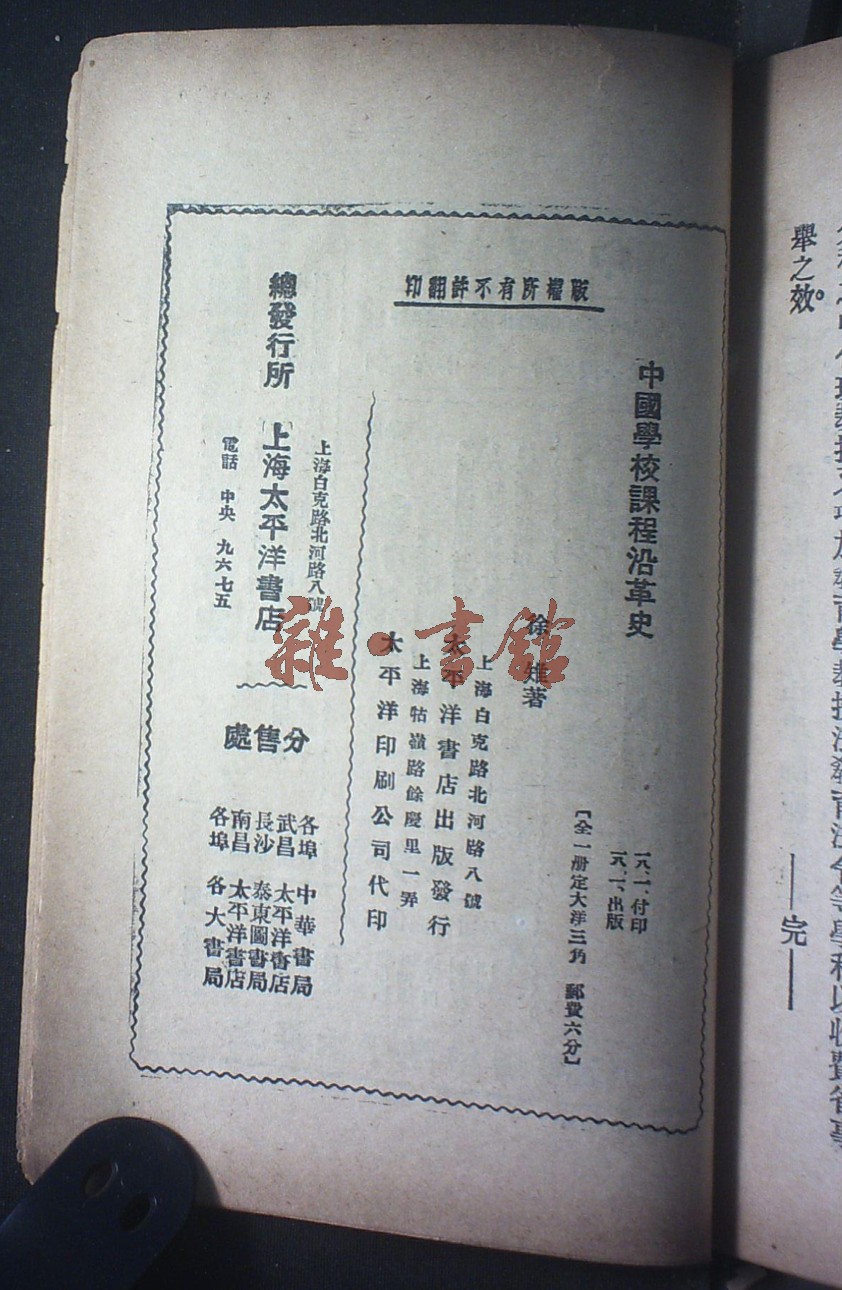 舉之效。
——完——
中國學校課程沿革史
一八、一、付印
一八、一、出版
[全一册定大洋三角 郵費六分]
徐雉著
版權所有不許翻印
上海白克路北河路八號
太平洋書店出版發行
上海牯嶺路餘慶里一弄
太平洋印刷公司代印
上海白克路北河路八號
總發行所 上海太平洋書店
電話 中央 九六七五
分售處
各埠 中華書局
武昌 太平洋書店
長沙 泰東圖書局
南昌 太平洋書店
各埠 各大書局
雜·書館